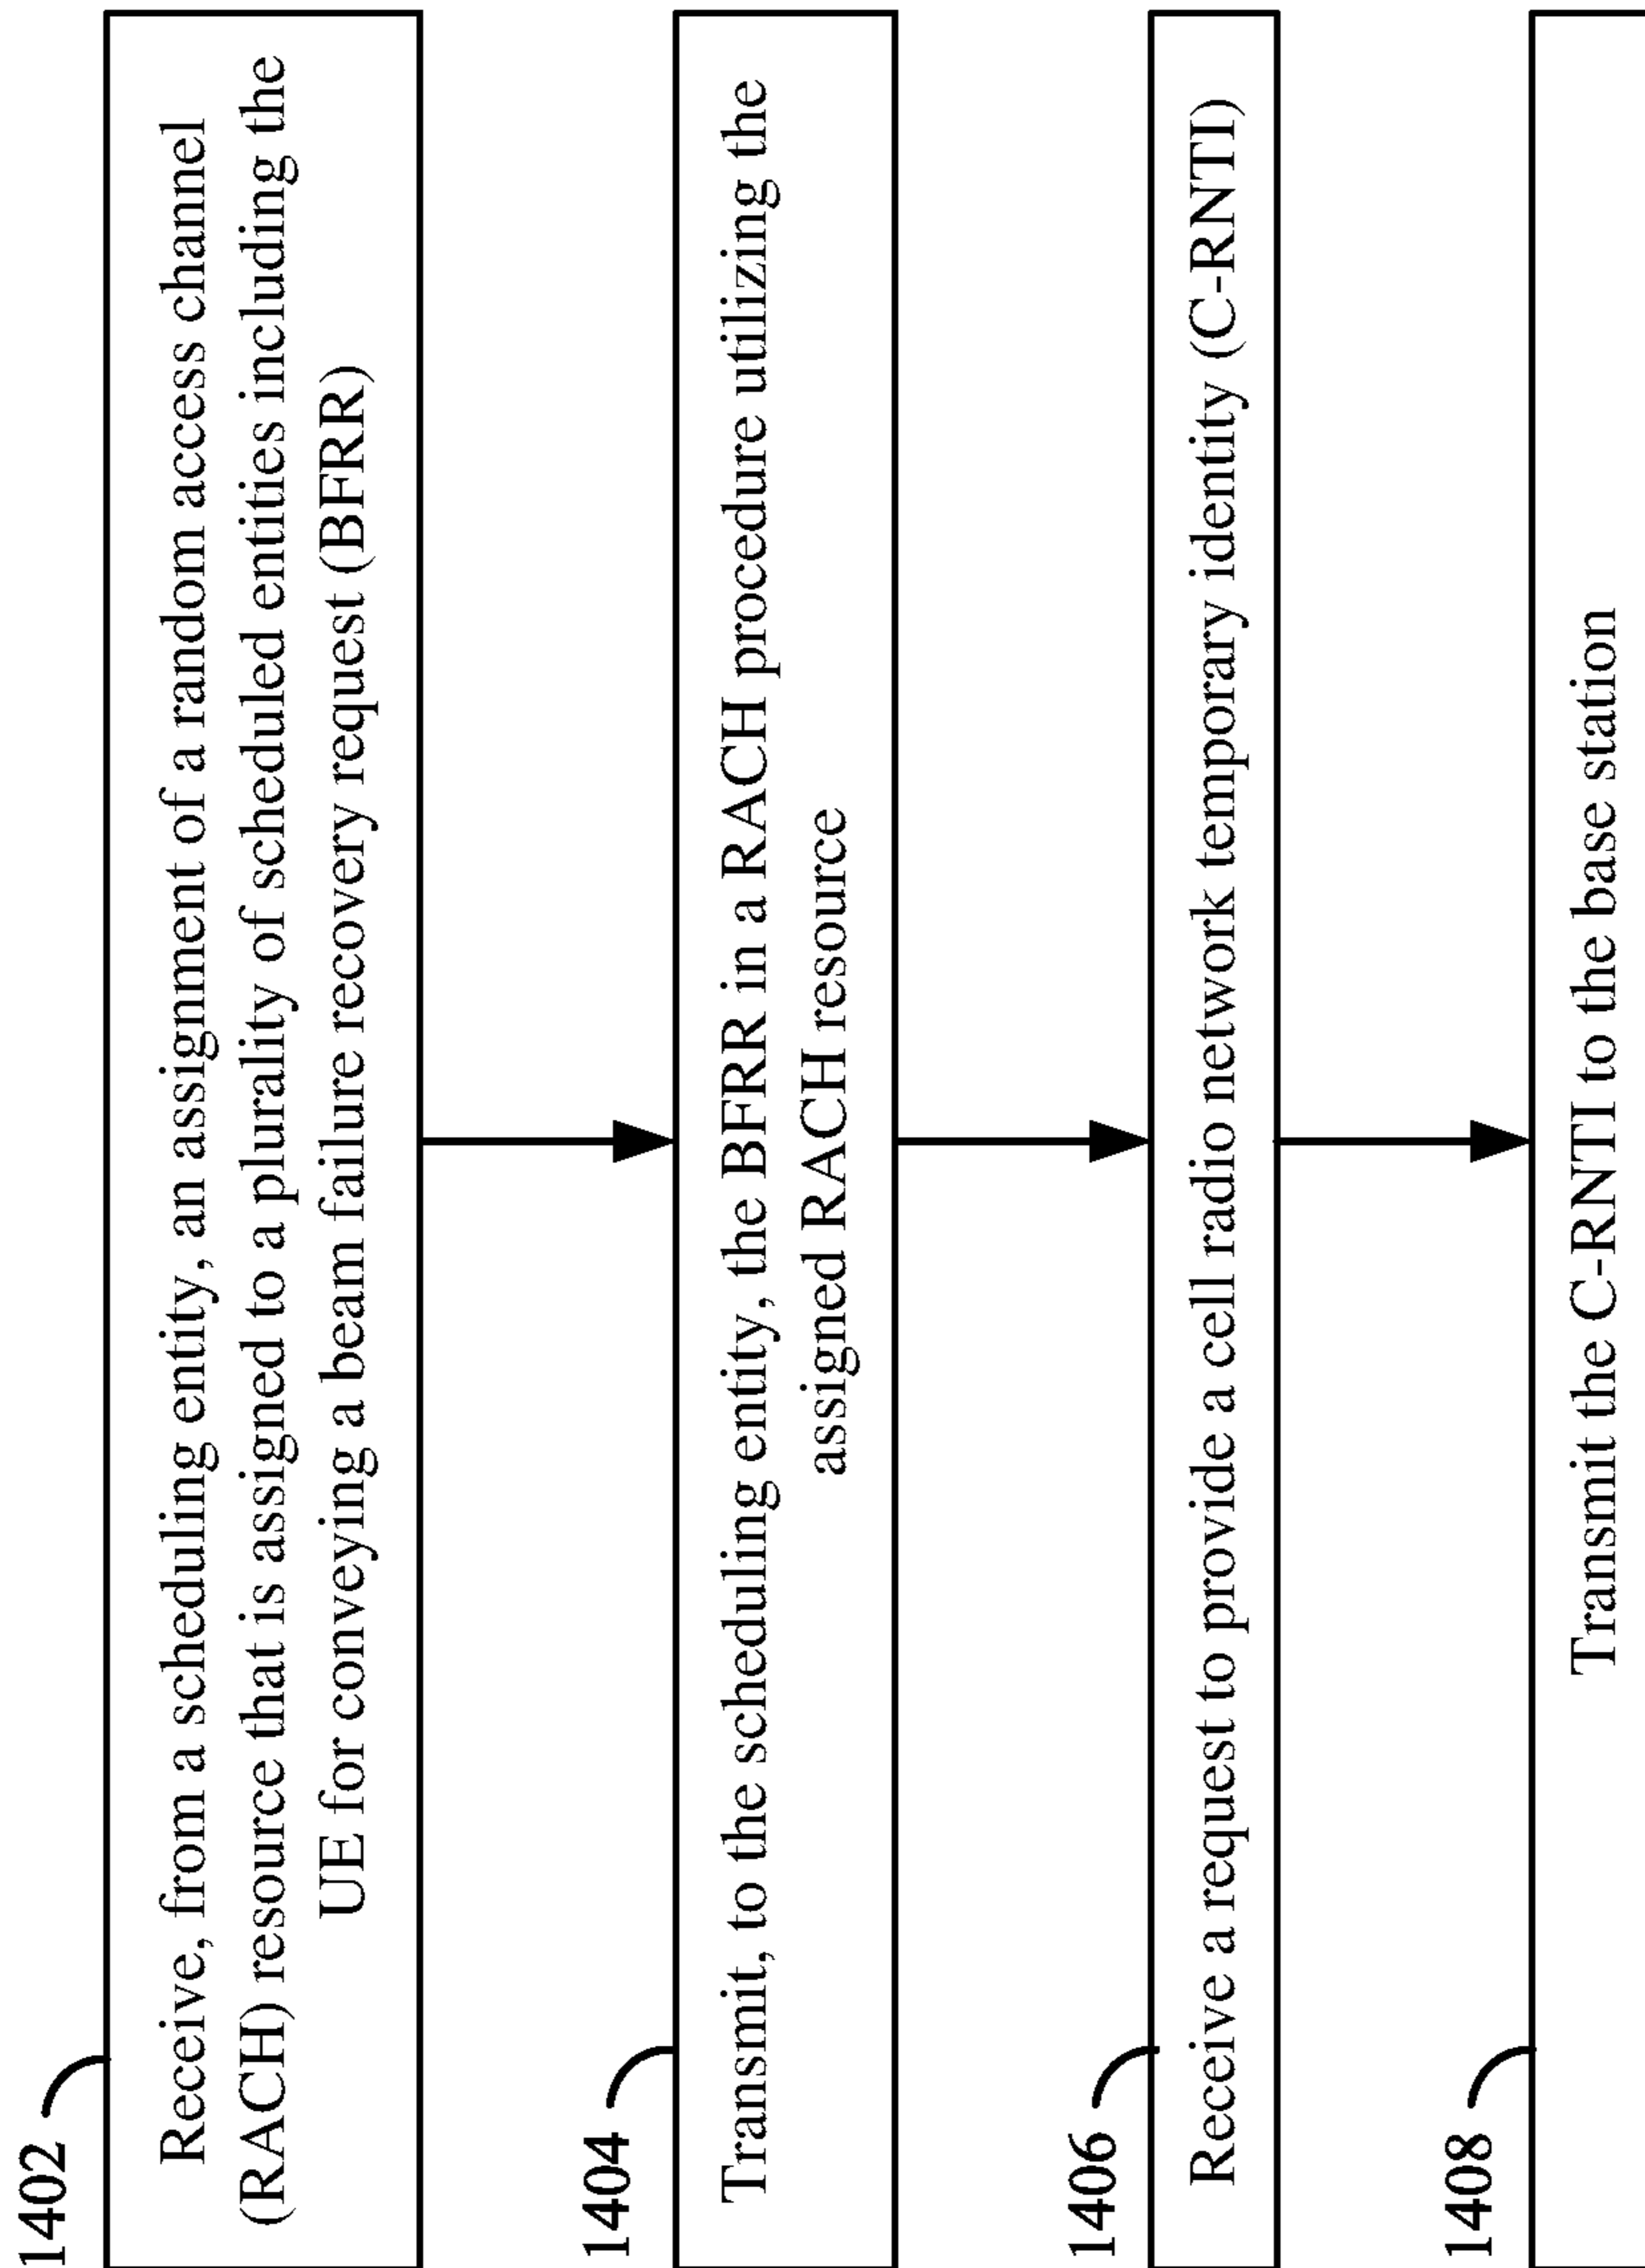 1402
Receive, from a scheduling entity, an assignment of a random access channel
(RACH) resource that is assigned to a plurality of scheduled entities including the
UE for conveying a beam failure recovery request (BFRR)
1404
Transmit, to the scheduling entity, the BFRR in a RACH procedure utilizing the
assigned RACH resource
1406
Receive a request to provide a cell radio network temporary identity (C-RNTI)
1408
Transmit the C-RNTI to the base station